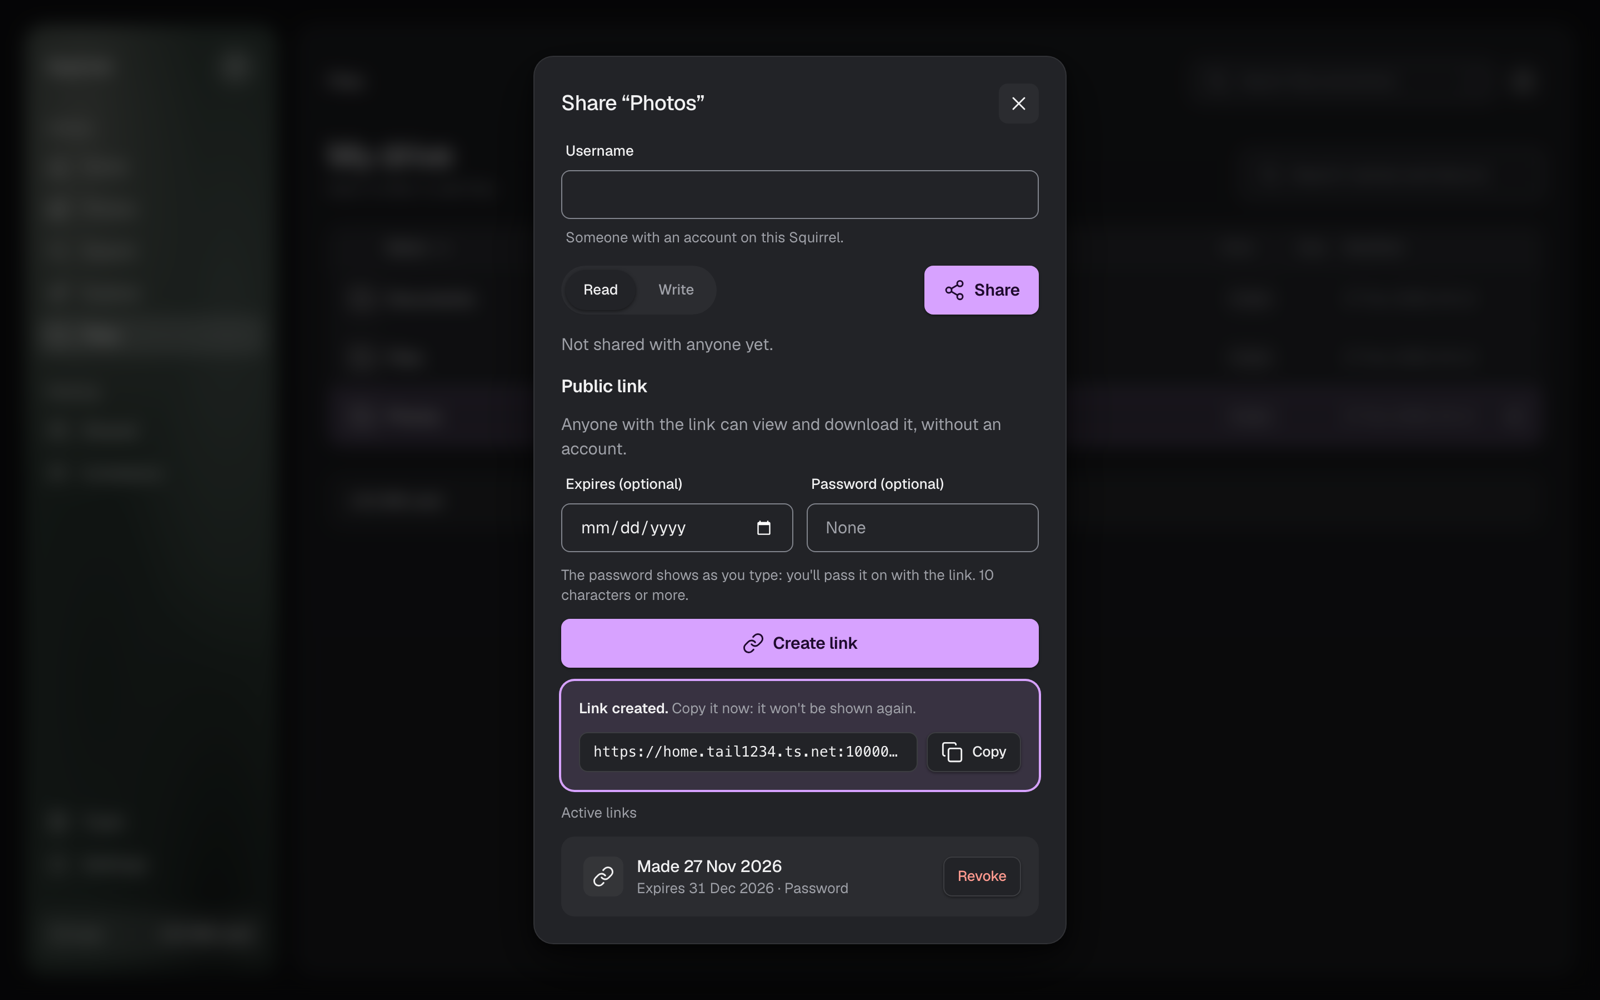 Share “Photos”
Username
Someone with an account on this Squirrel.
Read
Write
Share
Not shared with anyone yet.
Public link
Anyone with the link can view and download it, without an
account.
Expires (optional)
Password (optional)
mm/dd/yyyy
None
The password shows as you type: you'll pass it on with the link. 10
characters or more.
Create link
Link created. Copy it now: it won't be shown again.
https://home.tail1234.ts.net:10000…
Copy
Active links
Made 27 Nov 2026
Expires 31 Dec 2026 · Password
Revoke